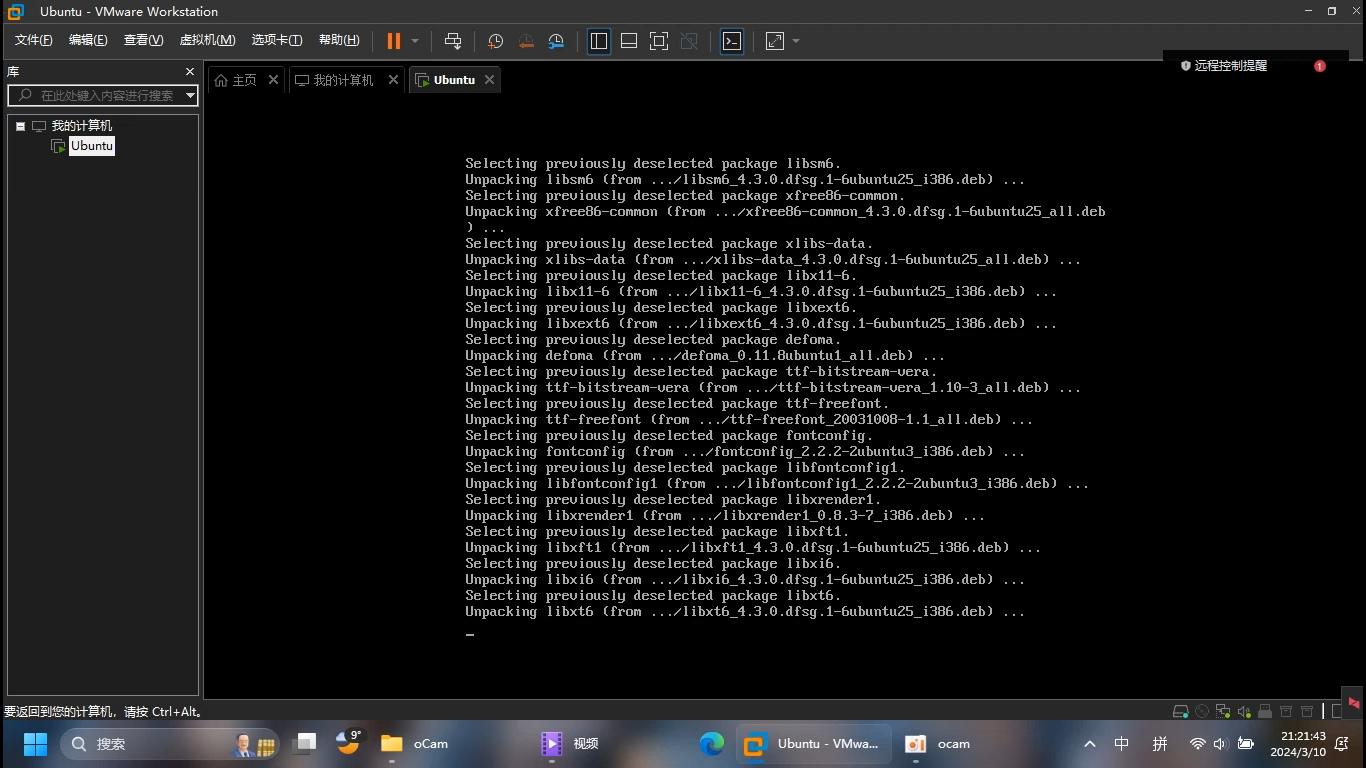 Ubuntu - VMware Workstation
文件(F) 编辑(E) 查看(V) 虚拟机(M) 选项卡(T) 帮助(H)
远程控制提醒 1
库
在此处键入内容进行搜索
我的计算机
Ubuntu
主页 我的计算机 Ubuntu
Selecting previously deselected package libsm6.
Unpacking libsm6 (from .../libsm6_4.3.0.dfsg.1-6ubuntu25_i386.deb) ...
Selecting previously deselected package xfree86-common.
Unpacking xfree86-common (from .../xfree86-common_4.3.0.dfsg.1-6ubuntu25_all.deb
) ...
Selecting previously deselected package xlibs-data.
Unpacking xlibs-data (from .../xlibs-data_4.3.0.dfsg.1-6ubuntu25_all.deb) ...
Selecting previously deselected package libx11-6.
Unpacking libx11-6 (from .../libx11-6_4.3.0.dfsg.1-6ubuntu25_i386.deb) ...
Selecting previously deselected package libxext6.
Unpacking libxext6 (from .../libxext6_4.3.0.dfsg.1-6ubuntu25_i386.deb) ...
Selecting previously deselected package defoma.
Unpacking defoma (from .../defoma_0.11.8ubuntu1_all.deb) ...
Selecting previously deselected package ttf-bitstream-vera.
Unpacking ttf-bitstream-vera (from .../ttf-bitstream-vera_1.10-3_all.deb) ...
Selecting previously deselected package ttf-freefont.
Unpacking ttf-freefont (from .../ttf-freefont_20031008-1.1_all.deb) ...
Selecting previously deselected package fontconfig.
Unpacking fontconfig (from .../fontconfig_2.2.2-2ubuntu3_i386.deb) ...
Selecting previously deselected package libfontconfig1.
Unpacking libfontconfig1 (from .../libfontconfig1_2.2.2-2ubuntu3_i386.deb) ...
Selecting previously deselected package libxrender1.
Unpacking libxrender1 (from .../libxrender1_0.8.3-7_i386.deb) ...
Selecting previously deselected package libxft1.
Unpacking libxft1 (from .../libxft1_4.3.0.dfsg.1-6ubuntu25_i386.deb) ...
Selecting previously deselected package libxi6.
Unpacking libxi6 (from .../libxi6_4.3.0.dfsg.1-6ubuntu25_i386.deb) ...
Selecting previously deselected package libxt6.
Unpacking libxt6 (from .../libxt6_4.3.0.dfsg.1-6ubuntu25_i386.deb) ...
要返回到您的计算机，请按 Ctrl+Alt。
搜索 9° oCam 视频 Ubuntu - VMwa... ocam 中 拼 21:21:43
2024/3/10